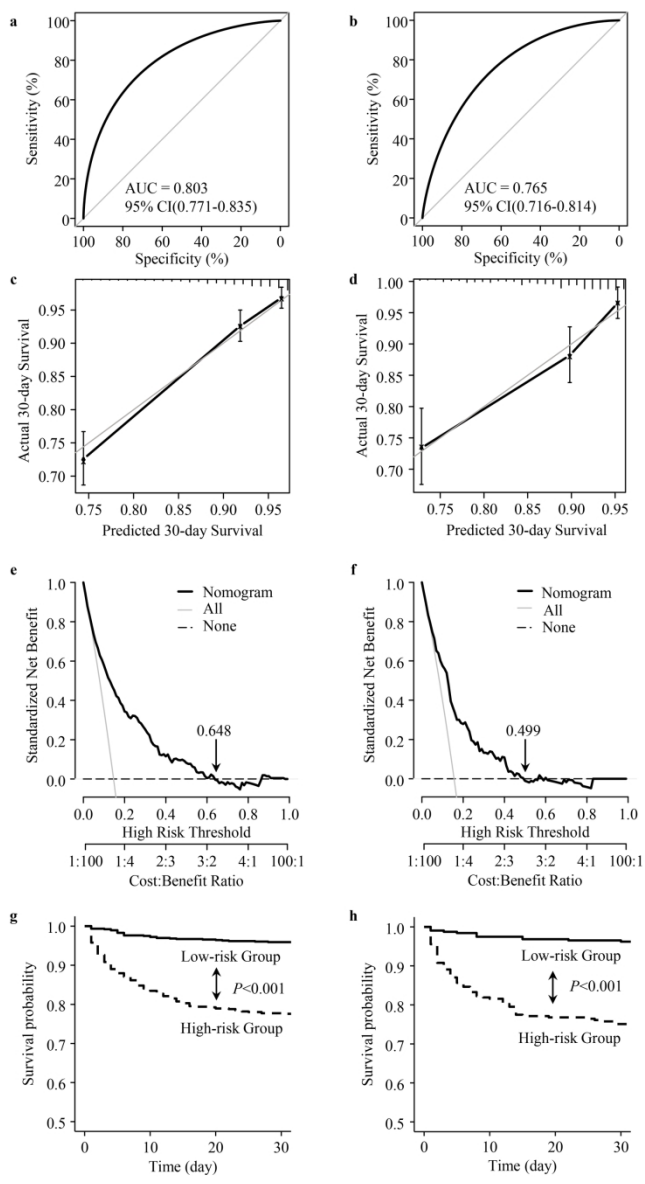 a
100
80
60
40
20
0
Sensitivity (%)
AUC = 0.803
95% CI(0.771-0.835)
100 80 60 40 20 0
Specificity (%)
b
100
80
60
40
20
0
Sensitivity (%)
AUC = 0.765
95% CI(0.716-0.814)
100 80 60 40 20 0
Specificity (%)
c
0.95
0.90
0.85
0.80
0.75
0.70
Actual 30-day Survival
0.75 0.80 0.85 0.90 0.95
Predicted 30-day Survival
d
1.00
0.95
0.90
0.85
0.80
0.75
0.70
Actual 30-day Survival
0.75 0.80 0.85 0.90 0.95
Predicted 30-day Survival
e
1.0
0.8
0.6
0.4
0.2
0.0
Standardized Net Benefit
Nomogram
All
None
0.648
0.0 0.2 0.4 0.6 0.8 1.0
High Risk Threshold
1:100 1:4 2:3 3:2 4:1 100:1
Cost:Benefit Ratio
f
1.0
0.8
0.6
0.4
0.2
0.0
Standardized Net Benefit
Nomogram
All
None
0.499
0.0 0.2 0.4 0.6 0.8 1.0
High Risk Threshold
1:100 1:4 2:3 3:2 4:1 100:1
Cost:Benefit Ratio
g
1.0
0.9
0.8
0.7
0.6
0.5
Survival probability
Low-risk Group
P<0.001
High-risk Group
0 10 20 30
Time (day)
h
1.0
0.9
0.8
0.7
0.6
0.5
Survival probability
Low-risk Group
P<0.001
High-risk Group
0 10 20 30
Time (day)